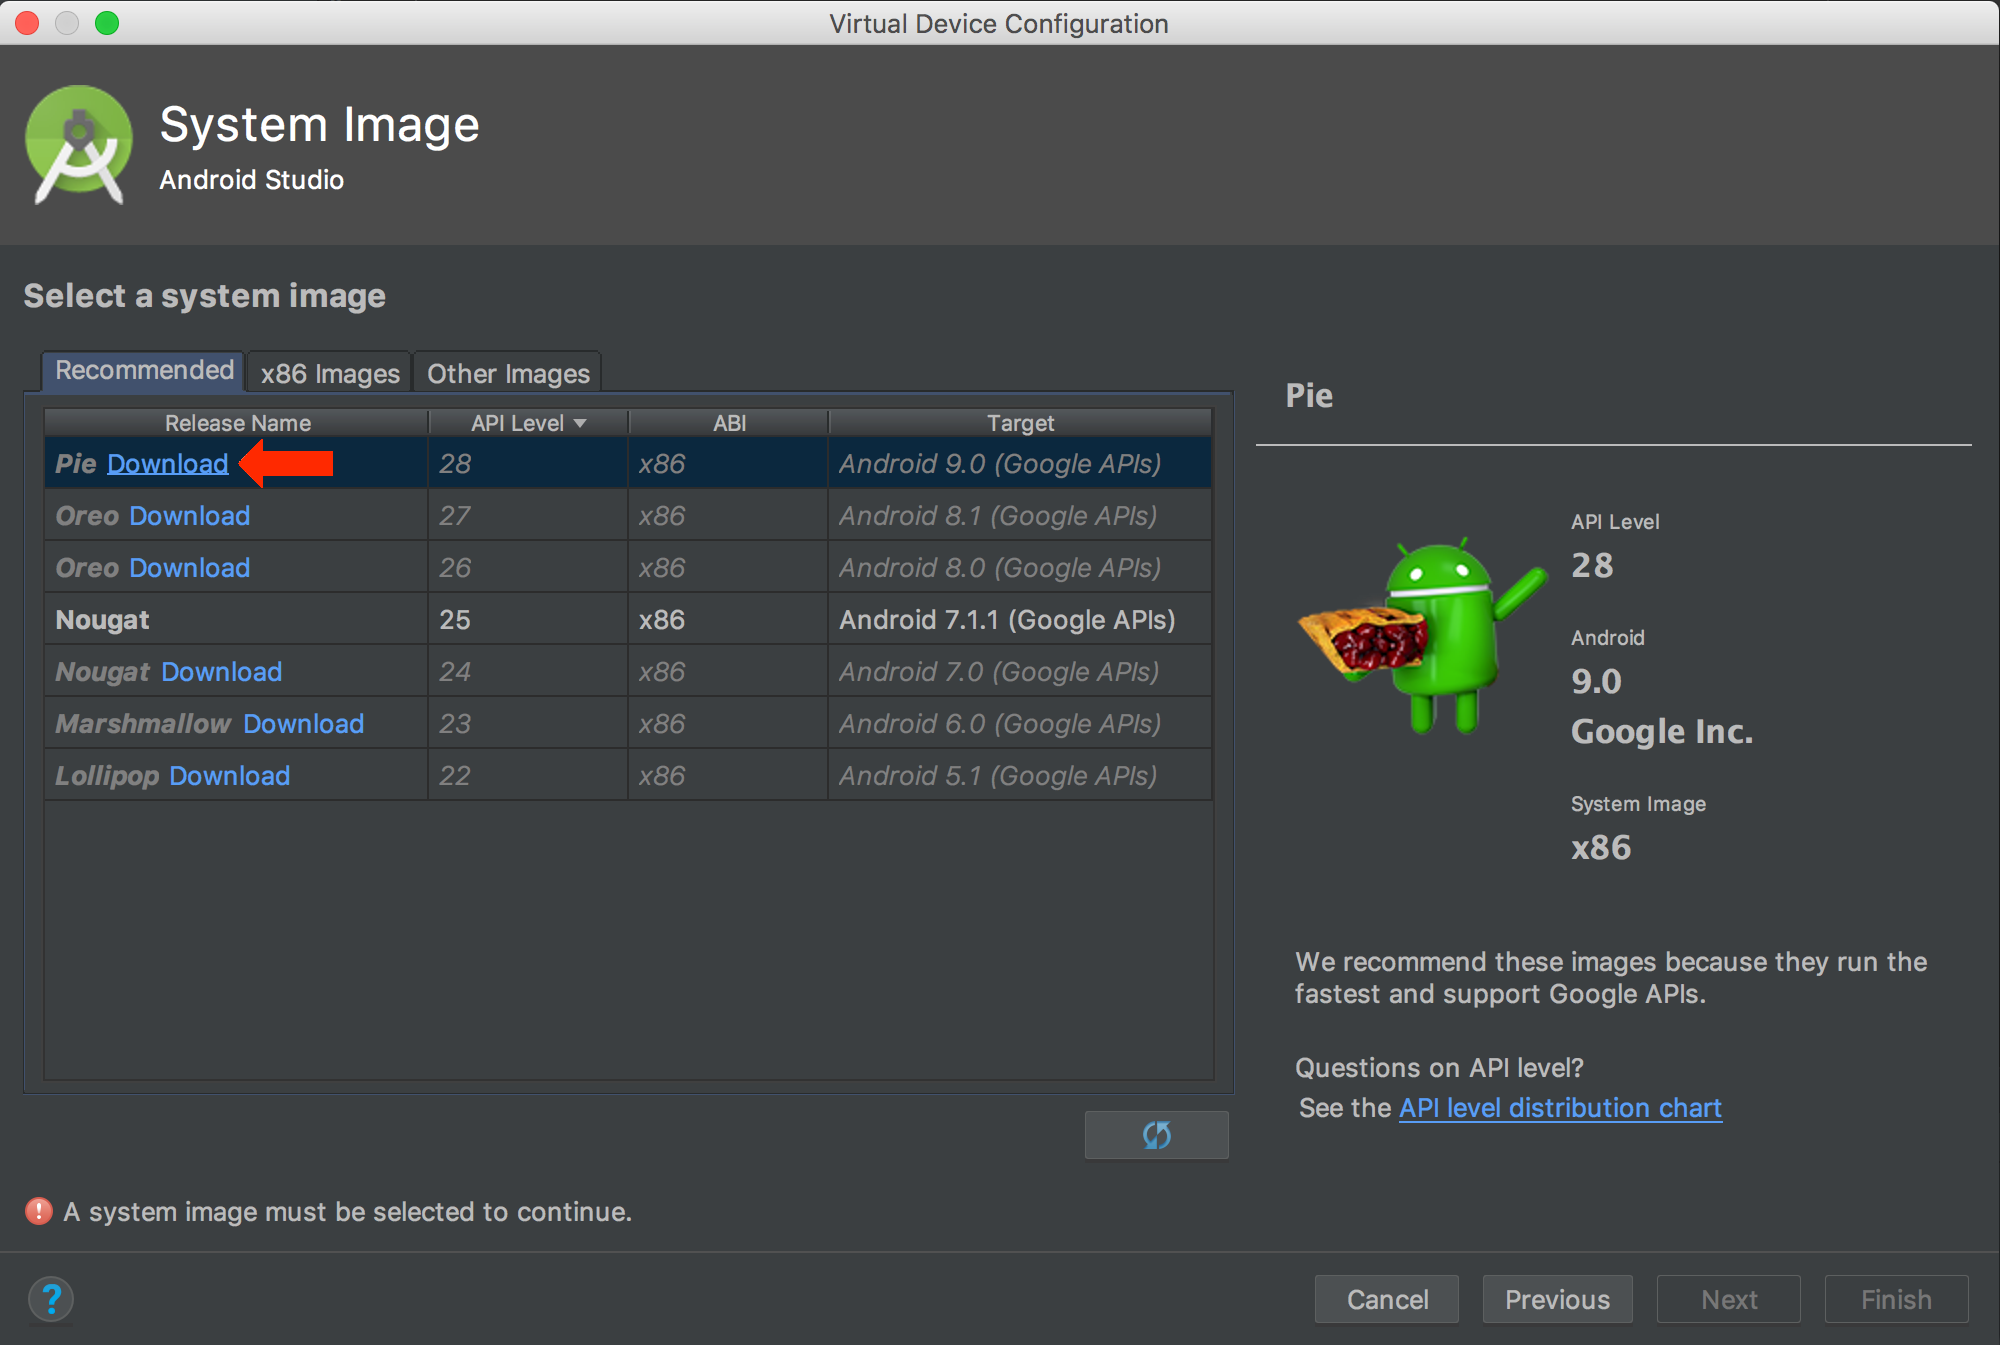 Virtual Device Configuration
System Image
Android Studio
Select a system image
Recommended x86 Images Other Images
Release Name API Level ABI Target
Pie Download 28 x86 Android 9.0 (Google APIs)
Oreo Download 27 x86 Android 8.1 (Google APIs)
Oreo Download 26 x86 Android 8.0 (Google APIs)
Nougat 25 x86 Android 7.1.1 (Google APIs)
Nougat Download 24 x86 Android 7.0 (Google APIs)
Marshmallow Download 23 x86 Android 6.0 (Google APIs)
Lollipop Download 22 x86 Android 5.1 (Google APIs)
Pie
API Level
28
Android
9.0
Google Inc.
System Image
x86
We recommend these images because they run the
fastest and support Google APIs.
Questions on API level?
See the API level distribution chart
A system image must be selected to continue.
? Cancel Previous Next Finish